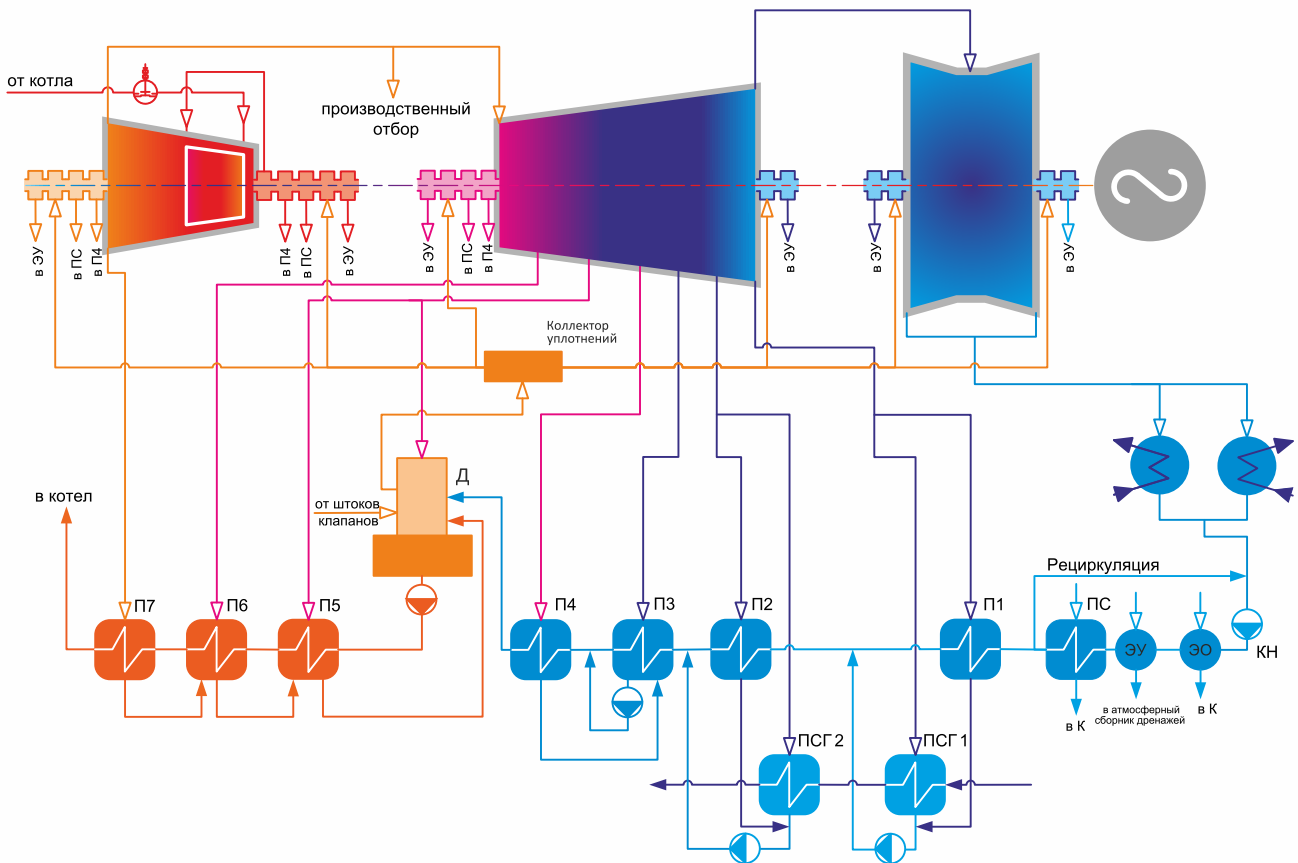 от котла
производственный
отбор
в ЭУ
в ПС
в П4
в П4
в ПС
в ЭУ
в ЭУ
в ПС
в П4
в ЭУ
в ЭУ
в ЭУ
Коллектор
уплотнений
Д
в котел
от штоков
клапанов
Рециркуляция
П7
П6
П5
П4
П3
П2
П1
ПС
ЭУ
ЭО
КН
в К
в атмосферный
сборник дренажей
в К
ПСГ 2
ПСГ 1